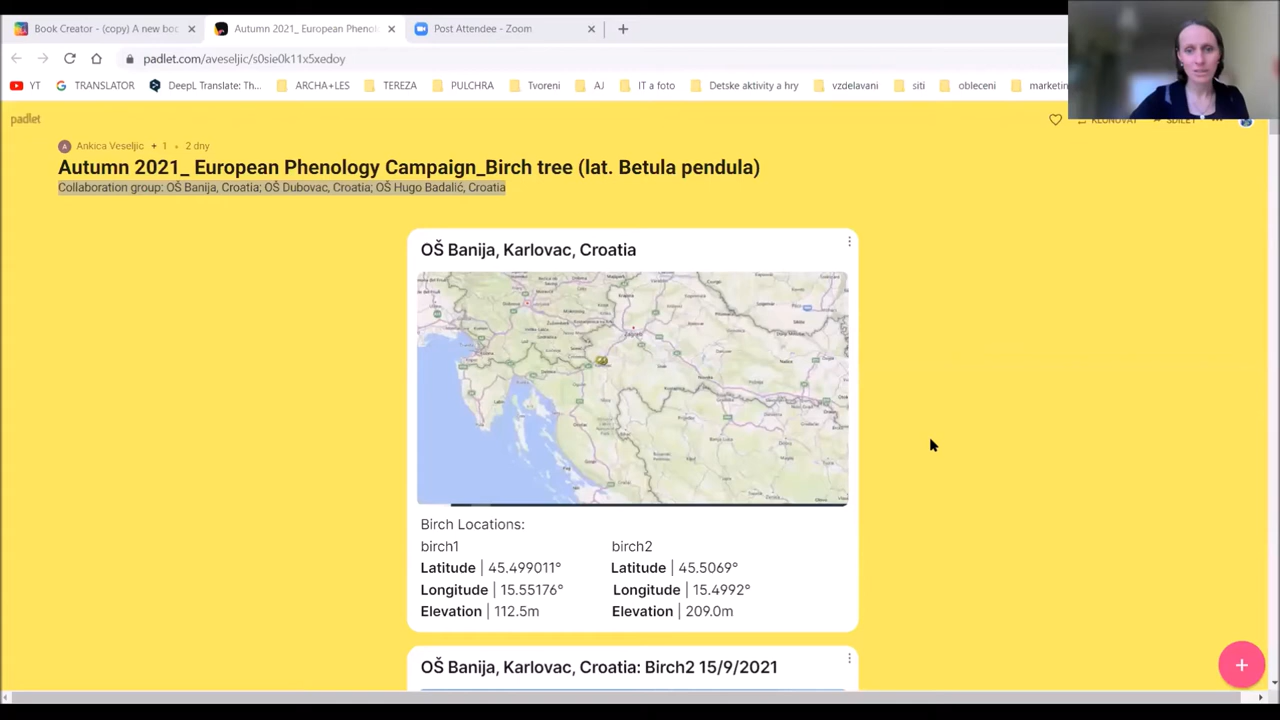 Book Creator - (copy) A new boo
Autumn 2021_ European Phenol
Post Attendee - Zoom
padlet.com/aveseljic/s0sie0k11x5xedoy
YT
TRANSLATOR
DeepL Translate: Th...
ARCHA+LES
TEREZA
PULCHRA
Tvoreni
AJ
IT a foto
Detske aktivity a hry
vzdelavani
siti
obleceni
marketin
padlet
KLONOVAT
SDÍLET
A Ankica Veseljic + 1 • 2 dny
Autumn 2021_ European Phenology Campaign_Birch tree (lat. Betula pendula)
Collaboration group: OŠ Banija, Croatia; OŠ Dubovac, Croatia; OŠ Hugo Badalić, Croatia
OŠ Banija, Karlovac, Croatia
Zagreb
Banja Luka
Birch Locations:
birch1 birch2
Latitude | 45.499011° Latitude | 45.5069°
Longitude | 15.55176° Longitude | 15.4992°
Elevation | 112.5m Elevation | 209.0m
OŠ Banija, Karlovac, Croatia: Birch2 15/9/2021